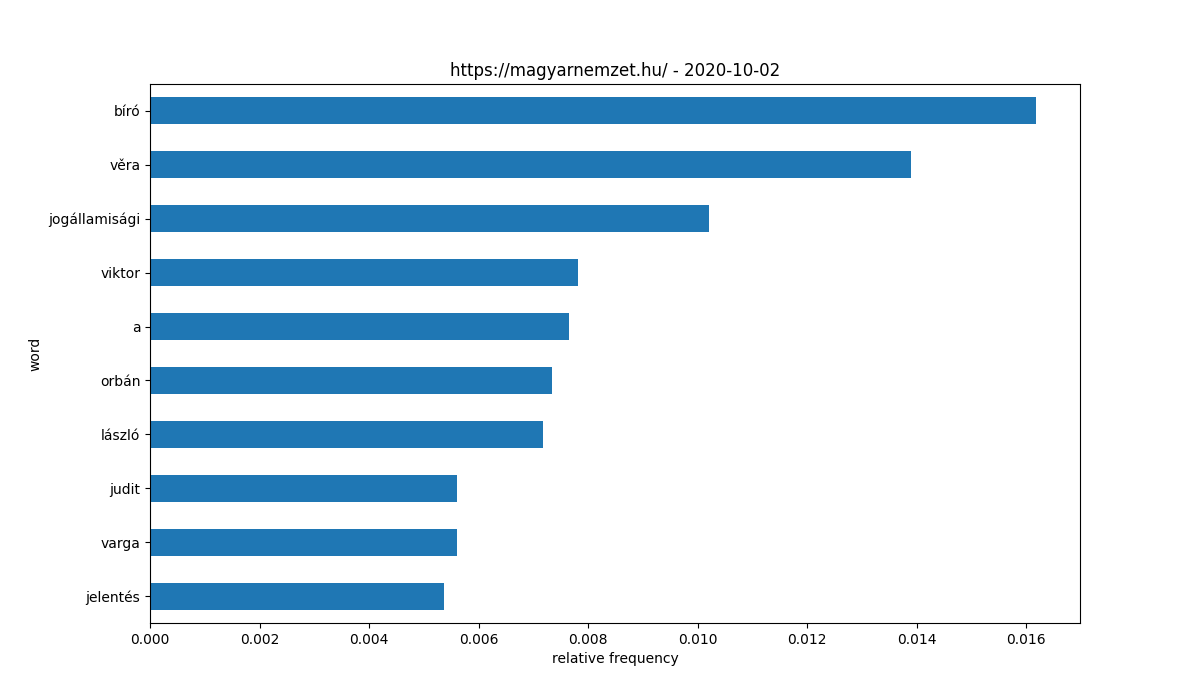 https://magyarnemzet.hu/ - 2020-10-02
bíró
věra
jogállamisági
viktor
a
orbán
lászló
judit
varga
jelentés
word
0.000 0.002 0.004 0.006 0.008 0.010 0.012 0.014 0.016
relative frequency